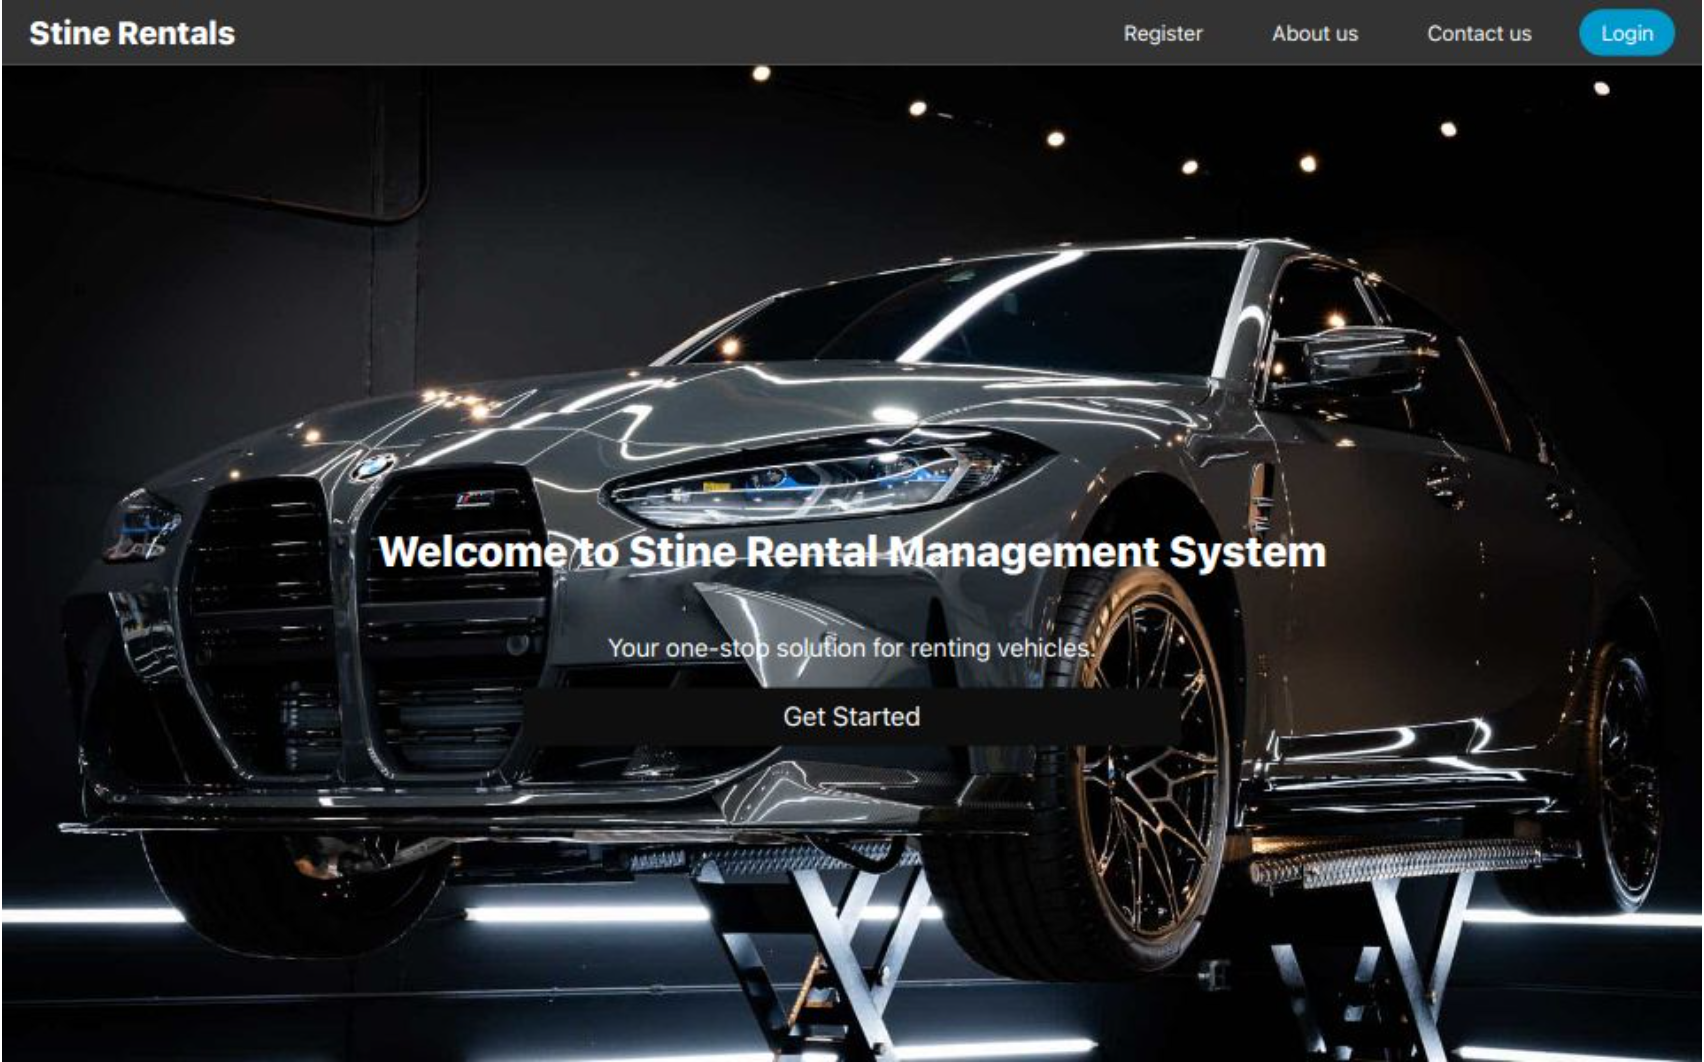 Stine Rentals
Register
About us
Contact us
Login
Welcome to Stine Rental Management System
Your one-stop solution for renting vehicles.
Get Started